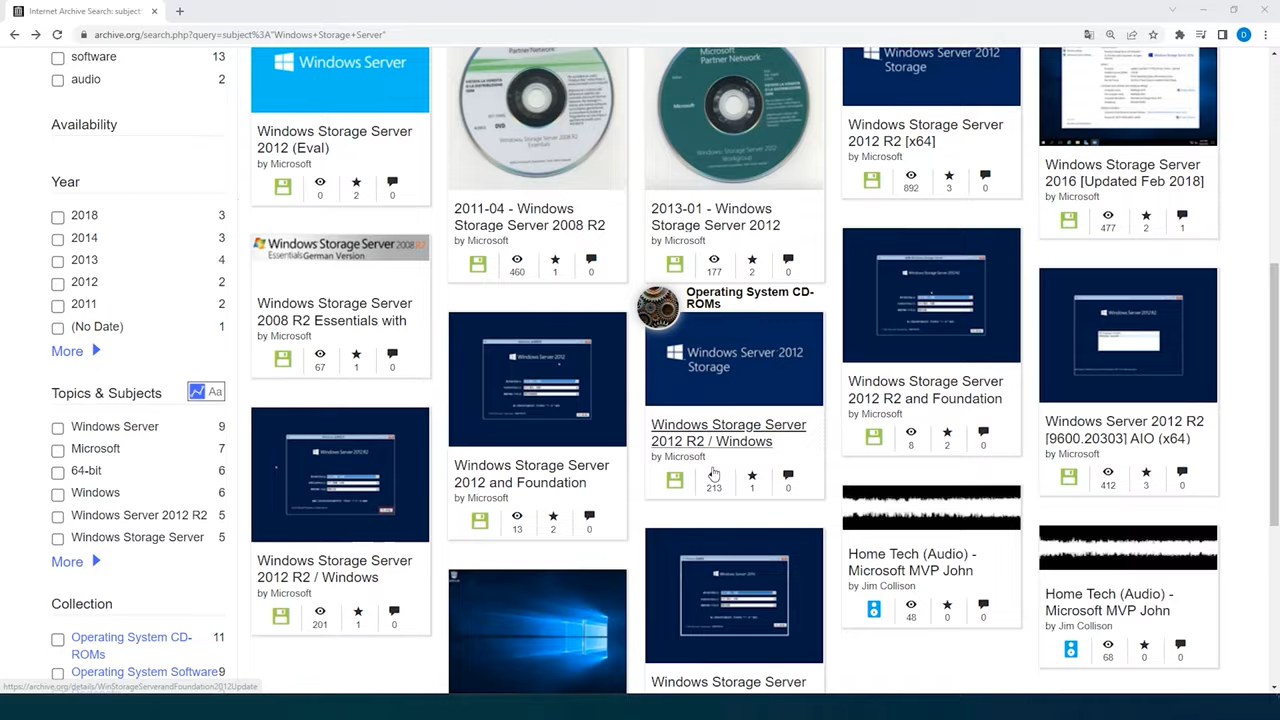 Internet Archive Search: subject:
archive.org/search.php?query=subject%3A"Windows+Storage+Server"
D
software 13
audio 2
Availability
Year
2018 3
2014 3
2013 4
2011
(No Date)
More
Topics & Subjects
Aa
Windows Server 9
Microsoft 7
64-bit 6
Windows 6
Windows Server 2012 R2 5
Windows Storage Server 5
More
Collection
Operating System CD- 11
ROMs
Operating System Software 9
https://archive.org/details/WinStorageServerandFoundation2012Update
Windows Server
Windows Storage Server
2012 (Eval)
by Microsoft
0 2 0
Windows Storage Server 2008 R2
Essentials German Version
Windows Storage Server
2008 R2 Essentials with
by Microsoft
67 1 0
Windows Storage Server
2012 R2 / Windows
by Microsoft
201 1 0
Partner Network
2011-04 - Windows
Storage Server 2008 R2
by Microsoft
460 1 0
Windows Server 2012
Windows Storage Server
2012 and Foundation
by Microsoft
13 2 0
Microsoft
Partner Network
2013-01 - Windows
Storage Server 2012
by Microsoft
177 2 0
Operating System CD-
ROMs
Windows Server 2012
Storage
Windows Storage Server
2012 R2 / Windows
by Microsoft
213 0
Windows Storage Server
Windows Server 2012
Storage
Windows Storage Server
2012 R2 [x64]
by Microsoft
892 3 0
Windows Storage Server
2012 R2 and Foundation
by Microsoft
8 2 0
Home Tech (Audio) -
Microsoft MVP John
by Jim Collison
48 0 0
Windows Storage Server
2016 [Updated Feb 2018]
by Microsoft
477 2 1
Windows Server 2012 R2
[9600.20303] AIO (x64)
by Microsoft
412 3 0
Home Tech (Audio) -
Microsoft MVP John
by Jim Collison
68 0 0